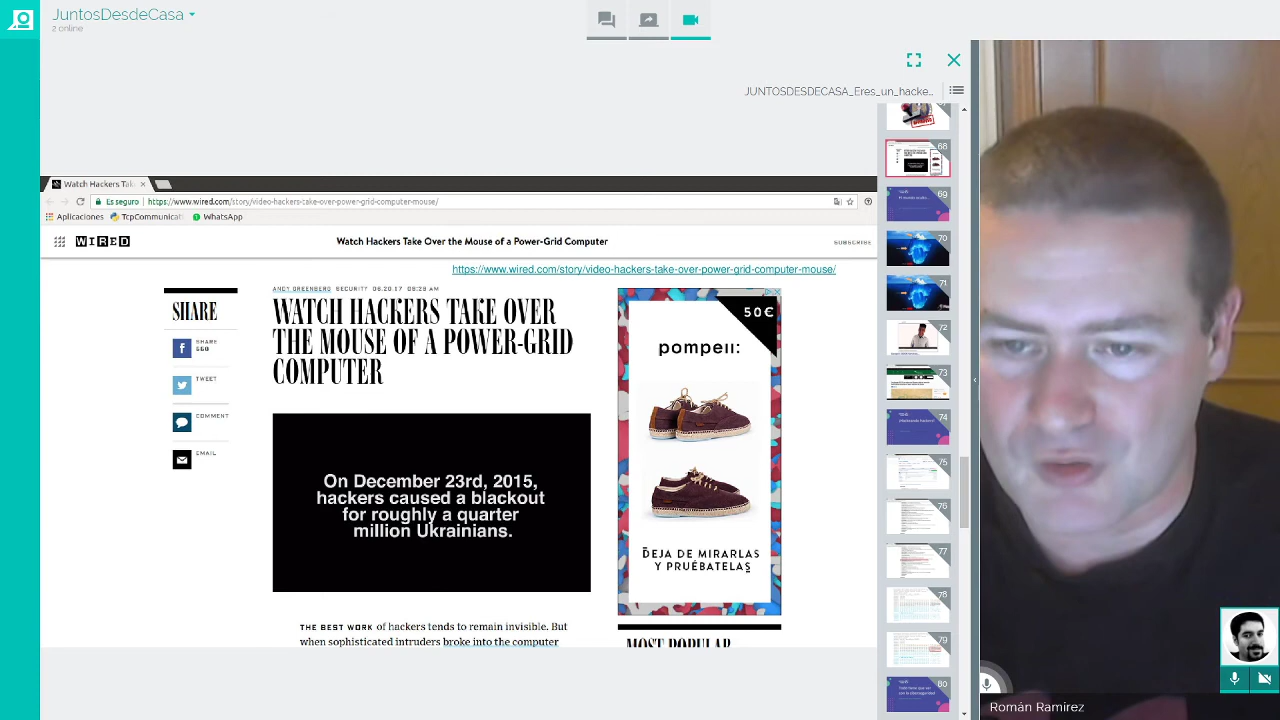 JuntosDesdeCasa
2 online
JUNTOSDESDECASA_Eres_un_hacke...
Watch Hackers Take
Es seguro
https://www.wired.com/story/video-hackers-take-over-power-grid-computer-mouse/
Aplicaciones
TcpCommunicat
WhatsApp
WIRED
Watch Hackers Take Over the Mouse of a Power-Grid Computer
SUBSCRIBE
https://www.wired.com/story/video-hackers-take-over-power-grid-computer-mouse/
SHARE
SHARE
TWEET
COMMENT
EMAIL
ANDY GREENBERG SECURITY 06.20.17
WATCH HACKERS TAKE OVER
THE MOUSE OF A POWER-GRID
COMPUTER
On December 23rd, 2015,
hackers caused a blackout
for roughly a quarter
million Ukrainians.
THE BEST WORK of hackers tends to remain invisible. But
when sophisticated intruders broke into the computer
50€
pompeii:
DEJA DE MIRARLAS
Y PRUÉBATELAS
MOST POPULAR
68
69
70
71
72
73
74
75
76
77
78
79
80
Román Ramírez